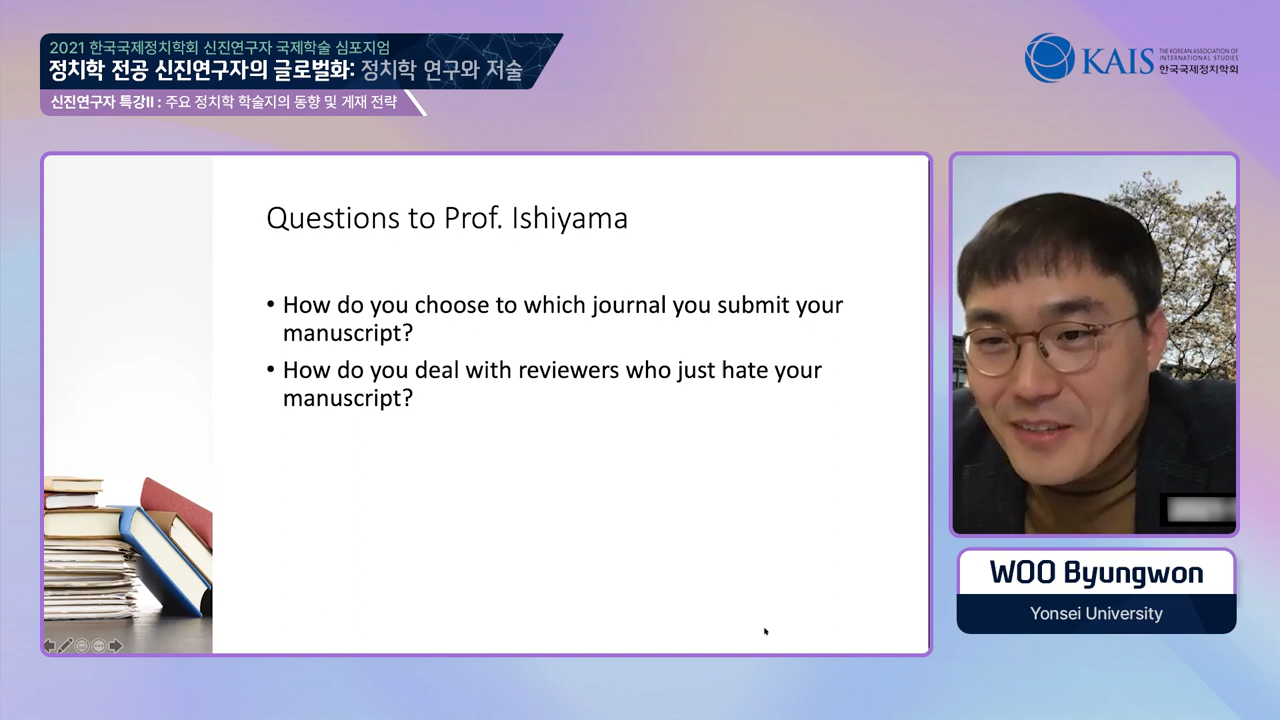 2021 한국국제정치학회 신진연구자 국제학술 심포지엄
정치학 전공 신진연구자의 글로벌화: 정치학 연구와 저술
신진연구자 특강II : 주요 정치학 학술지의 동향 및 게재 전략
KAIS
THE KOREAN ASSOCIATION OF
INTERNATIONAL STUDIES
한국국제정치학회
Questions to Prof. Ishiyama
• How do you choose to which journal you submit your
manuscript?
• How do you deal with reviewers who just hate your
manuscript?
WOO Byungwon
Yonsei University